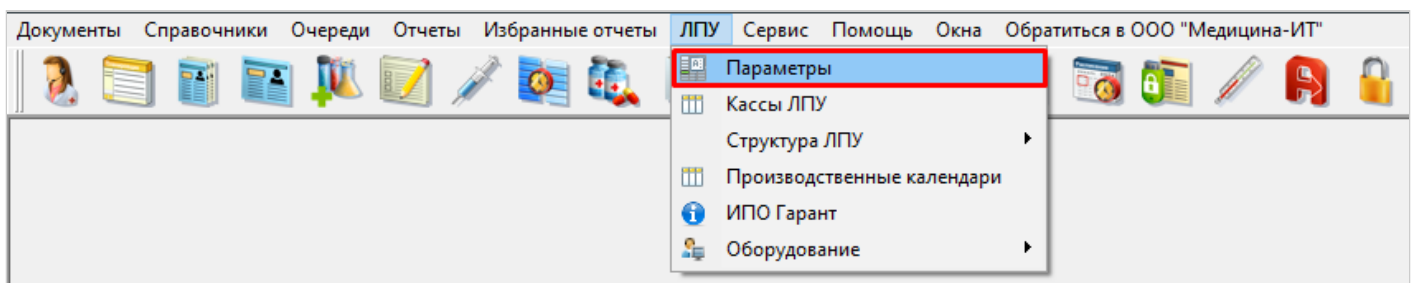 Документы Справочники Очереди Отчеты Избранные отчеты ЛПУ Сервис Помощь Окна Обратиться в ООО "Медицина-ИТ"
Параметры
Кассы ЛПУ
Структура ЛПУ
Производственные календари
ИПО Гарант
Оборудование